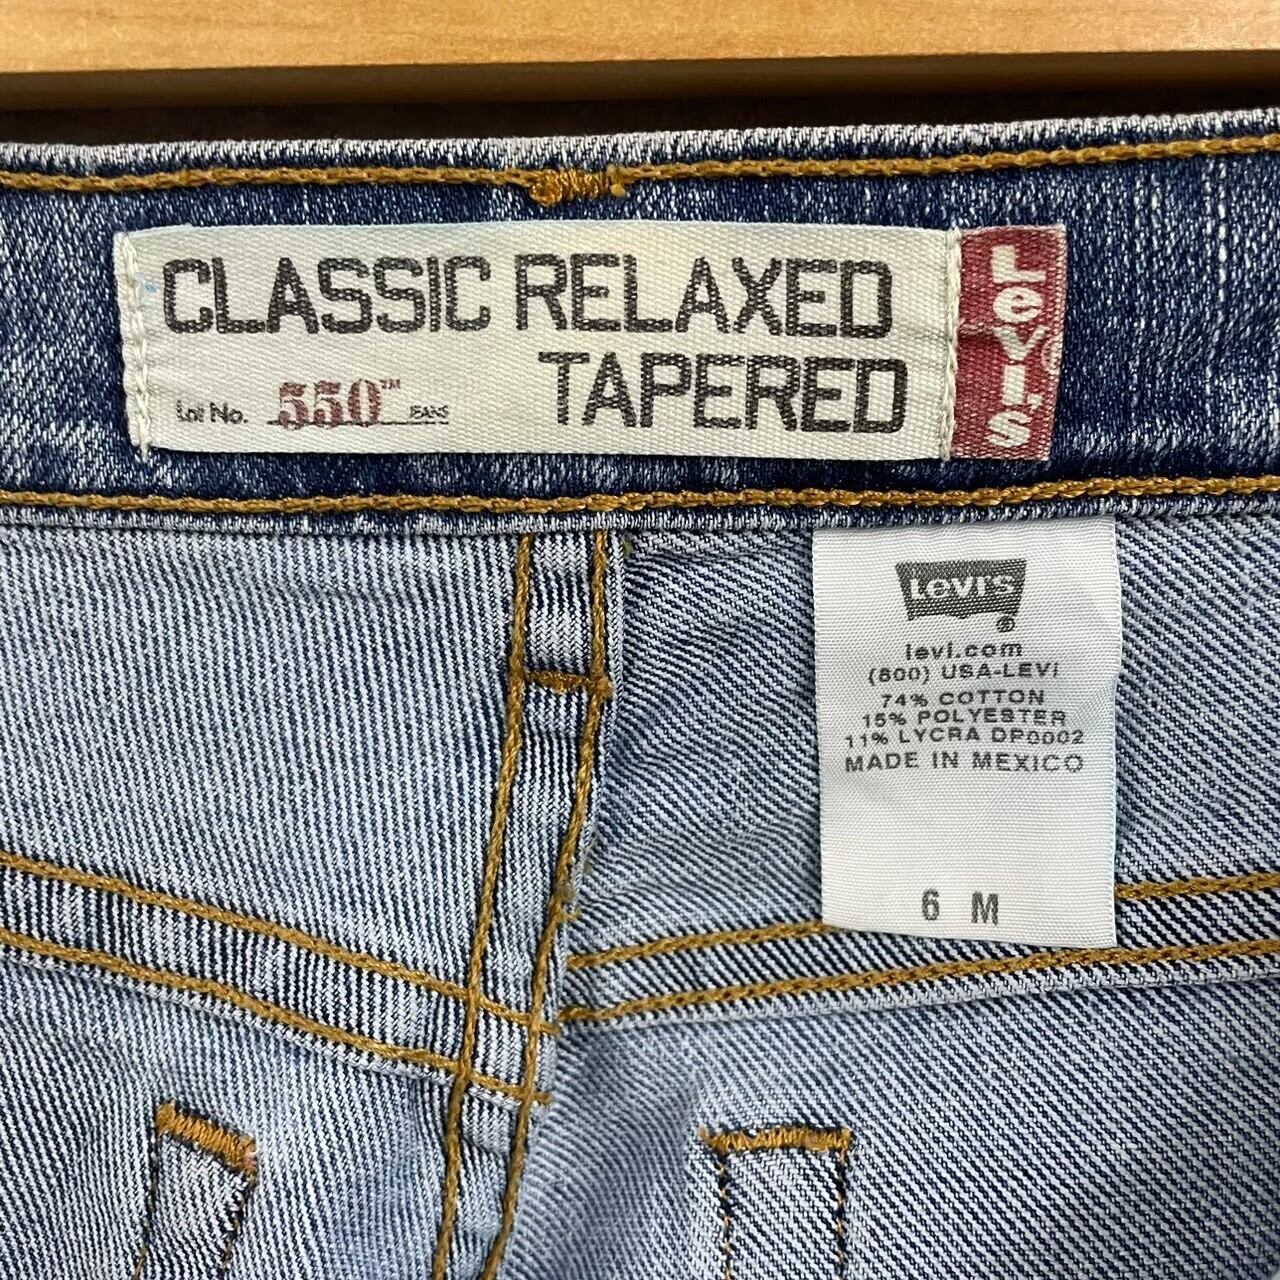 CLASSIC RELAXED
TAPERED
Lot No. 550™ JEANS
LeVI'S
LeVI'S®
levi.com
(800) USA-LEVI
74% COTTON
15% POLYESTER
11% LYCRA DP0002
MADE IN MEXICO
6 M